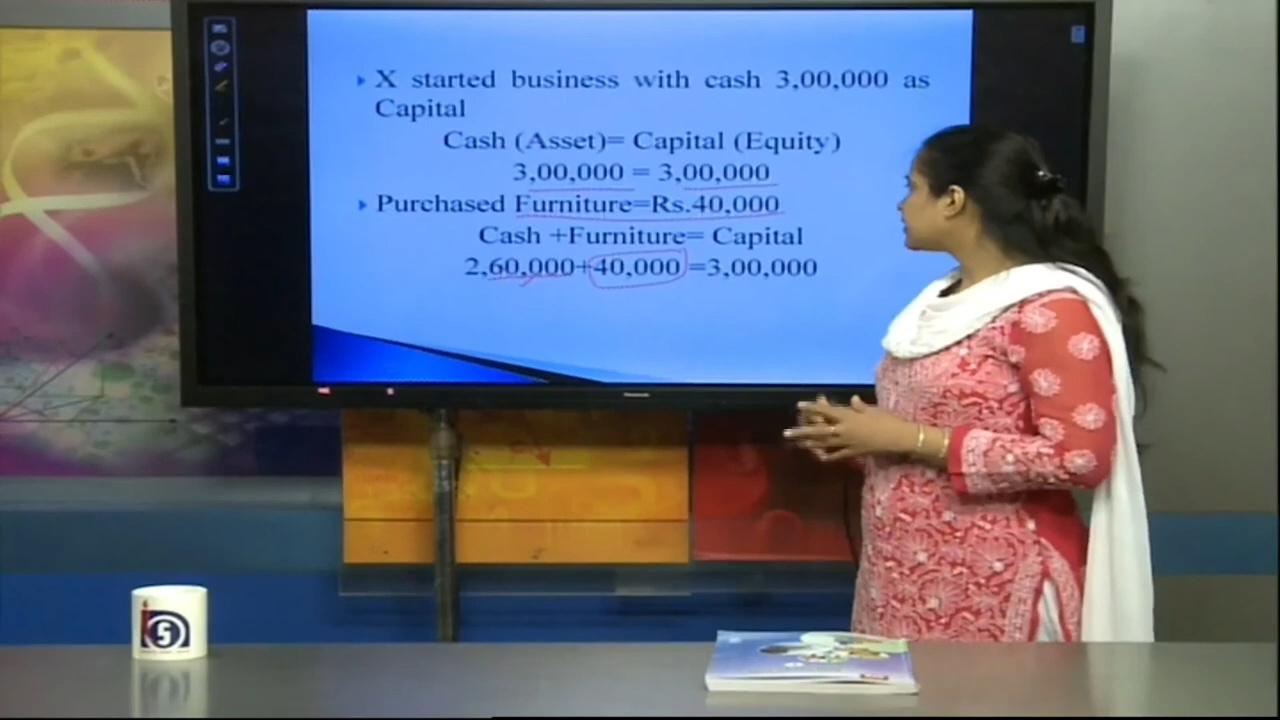 X started business with cash 3,00,000 as
Capital
Cash (Asset)= Capital (Equity)
3,00,000 = 3,00,000
Purchased Furniture=Rs.40,000
Cash +Furniture= Capital
2,60,000+40,000 =3,00,000